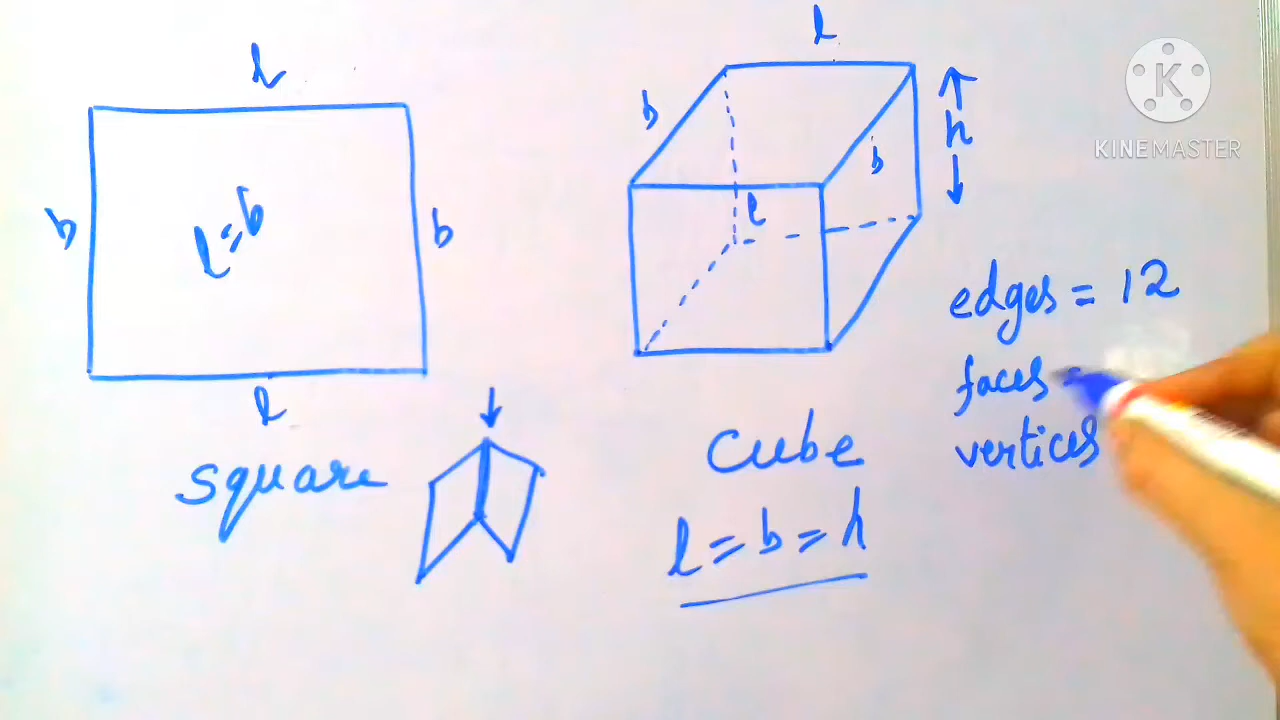 l
b
l=b
b
l
square
l
b
b
l
h
cube
l=b=h
edges = 12
faces =
vertices
KINEMASTER